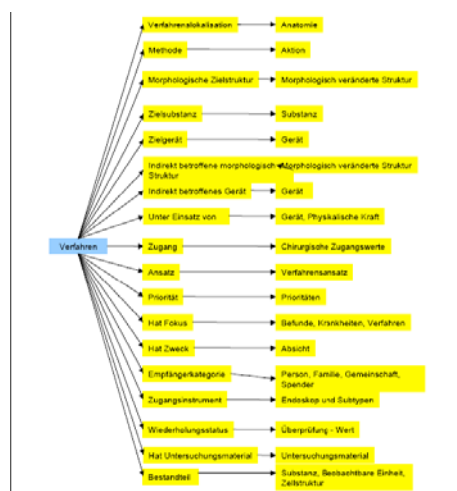 Verfahrenslokalisation Anatomie
Methode Aktion
Morphologische Zielstruktur Morphologisch veränderte Struktur
Zielsubstanz Substanz
Zielgerät Gerät
Indirekt betroffene morphologisch Morphologisch veränderte Struktur
Struktur
Indirekt betroffenes Gerät Gerät
Unter Einsatz von Gerät, Physikalische Kraft
Verfahren Zugang Chirurgische Zugangswerte
Ansatz Verfahrensansatz
Priorität Prioritäten
Hat Fokus Befunde, Krankheiten, Verfahren
Hat Zweck Absicht
Empfängerkategorie Person, Familie, Gemeinschaft,
Spender
Zugangsinstrument Endoskop und Subtypen
Wiederholungsstatus Überprüfung - Wert
Hat Untersuchungsmaterial Untersuchungsmaterial
Bestandteil Substanz, Beobachtbare Einheit,
Zellstruktur